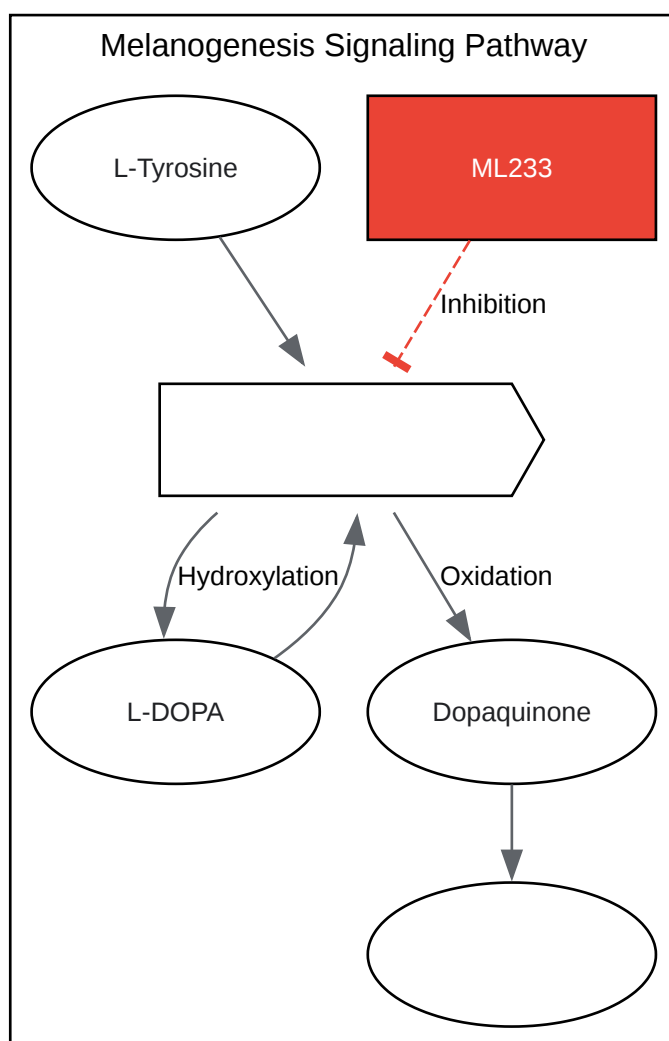 Melanogenesis Signaling Pathway
L-Tyrosine
ML233
Inhibition
Hydroxylation
Oxidation
L-DOPA
Dopaquinone